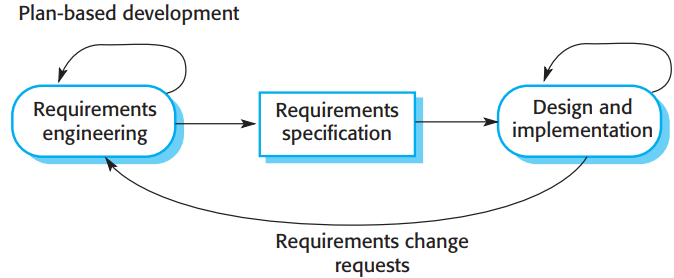 Plan-based development
Requirements
engineering
Requirements
specification
Design and
implementation
Requirements change
requests